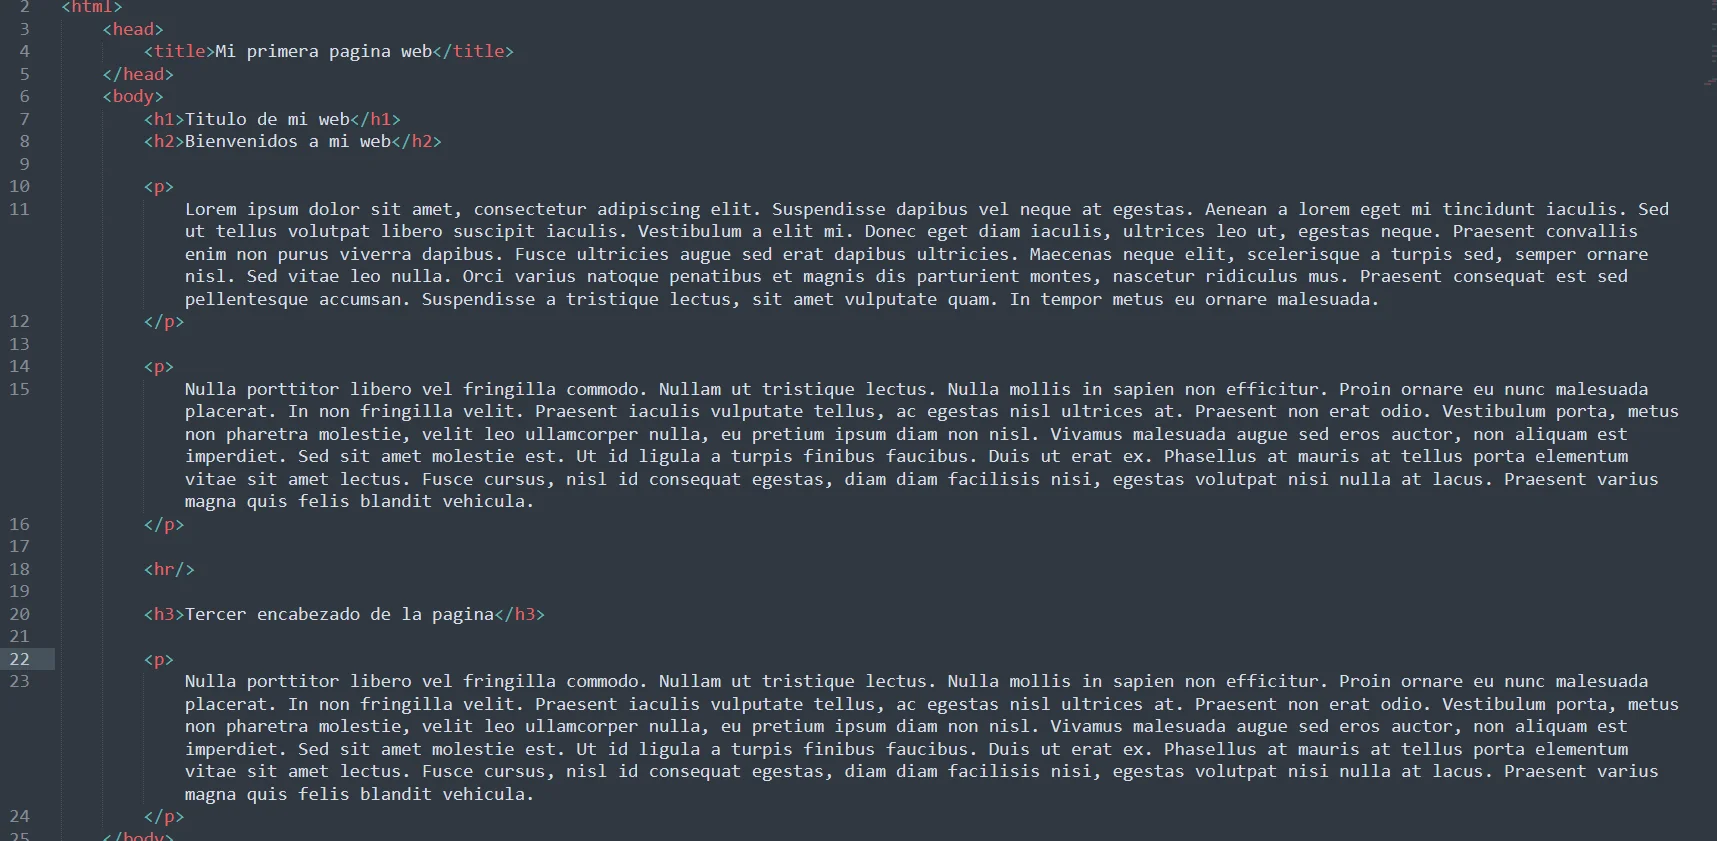 2 <html>
3 <head>
4 <title>Mi primera pagina web</title>
5 </head>
6 <body>
7 <h1>Titulo de mi web</h1>
8 <h2>Bienvenidos a mi web</h2>
9
10 <p>
11 Lorem ipsum dolor sit amet, consectetur adipiscing elit. Suspendisse dapibus vel neque at egestas. Aenean a lorem eget mi tincidunt iaculis. Sed
ut tellus volutpat libero suscipit iaculis. Vestibulum a elit mi. Donec eget diam iaculis, ultrices leo ut, egestas neque. Praesent convallis
enim non purus viverra dapibus. Fusce ultricies augue sed erat dapibus ultricies. Maecenas neque elit, scelerisque a turpis sed, semper ornare
nisl. Sed vitae leo nulla. Orci varius natoque penatibus et magnis dis parturient montes, nascetur ridiculus mus. Praesent consequat est sed
pellentesque accumsan. Suspendisse a tristique lectus, sit amet vulputate quam. In tempor metus eu ornare malesuada.
12 </p>
13
14 <p>
15 Nulla porttitor libero vel fringilla commodo. Nullam ut tristique lectus. Nulla mollis in sapien non efficitur. Proin ornare eu nunc malesuada
placerat. In non fringilla velit. Praesent iaculis vulputate tellus, ac egestas nisl ultrices at. Praesent non erat odio. Vestibulum porta, metus
non pharetra molestie, velit leo ullamcorper nulla, eu pretium ipsum diam non nisl. Vivamus malesuada augue sed eros auctor, non aliquam est
imperdiet. Sed sit amet molestie est. Ut id ligula a turpis finibus faucibus. Duis ut erat ex. Phasellus at mauris at tellus porta elementum
vitae sit amet lectus. Fusce cursus, nisl id consequat egestas, diam diam facilisis nisi, egestas volutpat nisi nulla at lacus. Praesent varius
magna quis felis blandit vehicula.
16 </p>
17
18 <hr/>
19
20 <h3>Tercer encabezado de la pagina</h3>
21
22 <p>
23 Nulla porttitor libero vel fringilla commodo. Nullam ut tristique lectus. Nulla mollis in sapien non efficitur. Proin ornare eu nunc malesuada
placerat. In non fringilla velit. Praesent iaculis vulputate tellus, ac egestas nisl ultrices at. Praesent non erat odio. Vestibulum porta, metus
non pharetra molestie, velit leo ullamcorper nulla, eu pretium ipsum diam non nisl. Vivamus malesuada augue sed eros auctor, non aliquam est
imperdiet. Sed sit amet molestie est. Ut id ligula a turpis finibus faucibus. Duis ut erat ex. Phasellus at mauris at tellus porta elementum
vitae sit amet lectus. Fusce cursus, nisl id consequat egestas, diam diam facilisis nisi, egestas volutpat nisi nulla at lacus. Praesent varius
magna quis felis blandit vehicula.
24 </p>
25 </body>